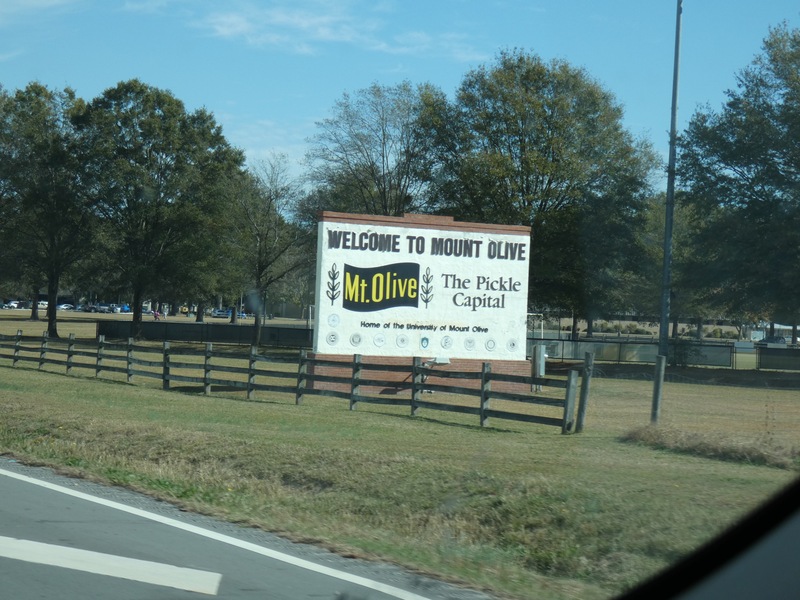 WELCOME TO MOUNT OLIVE
Mt. Olive
The Pickle
Capital
Home of the University of Mount Olive